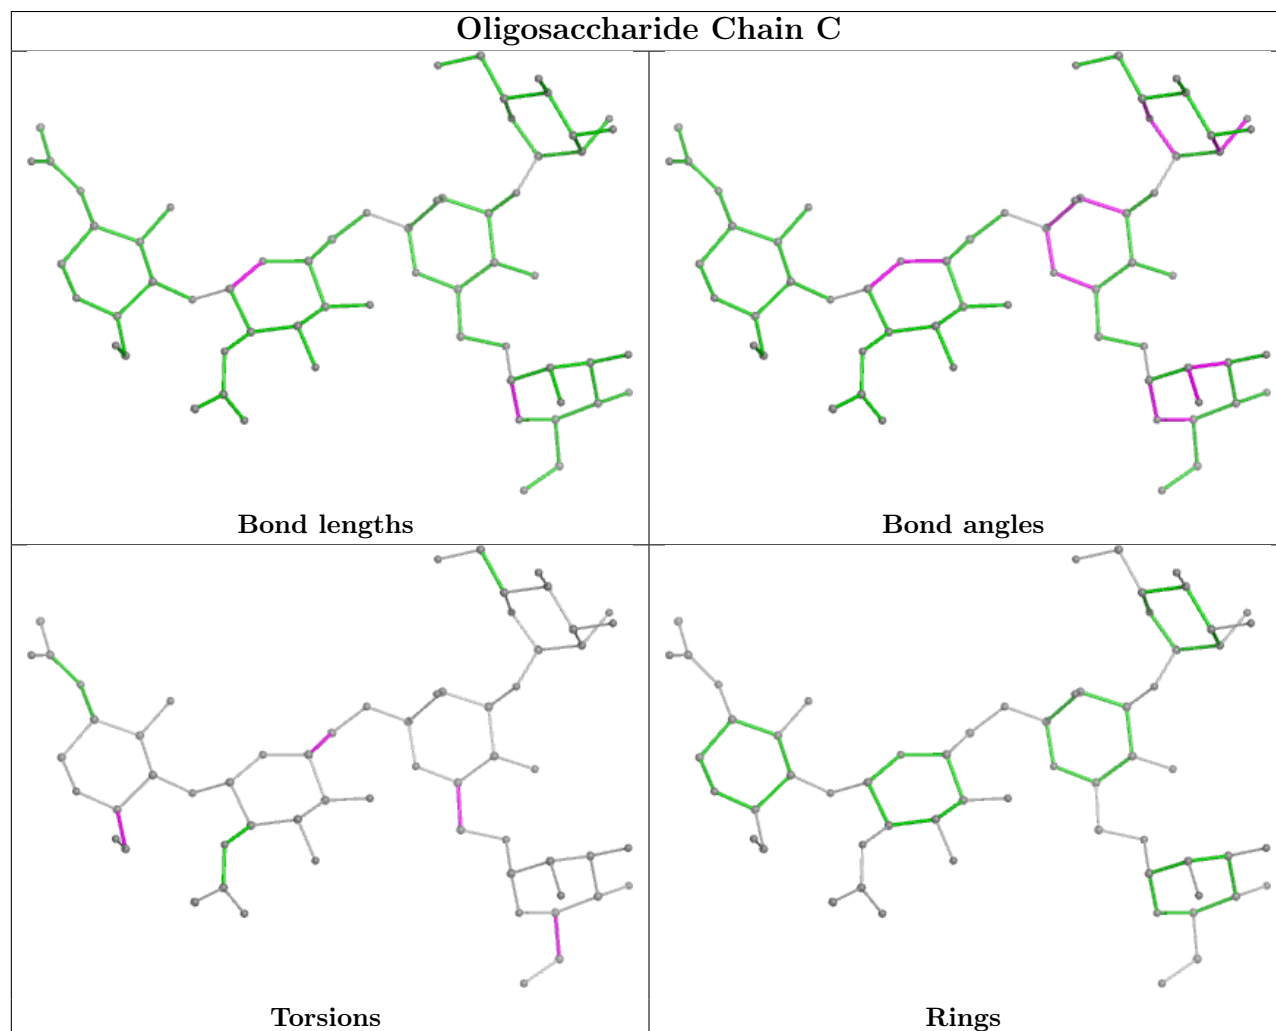 Oligosaccharide Chain C
Bond lengths
Bond angles
Torsions
Rings